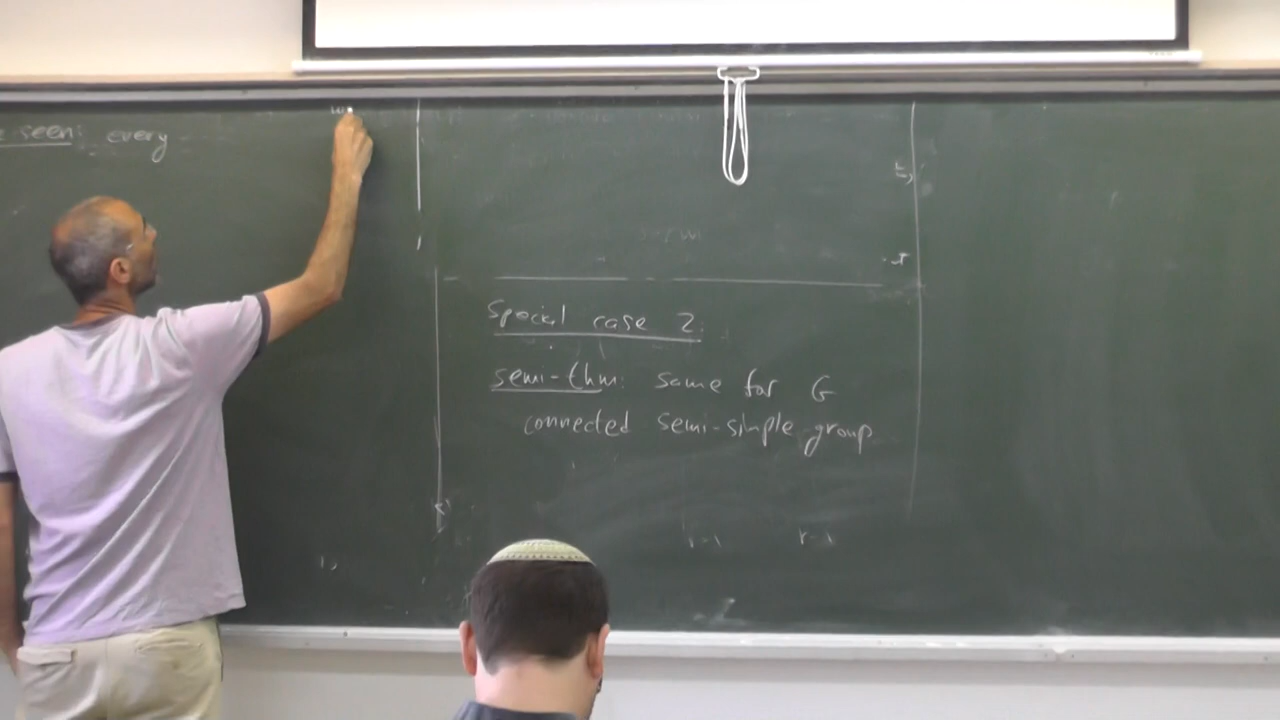 seen: every
Special case 2:
semi-thm: same for G
connected semi-simple group